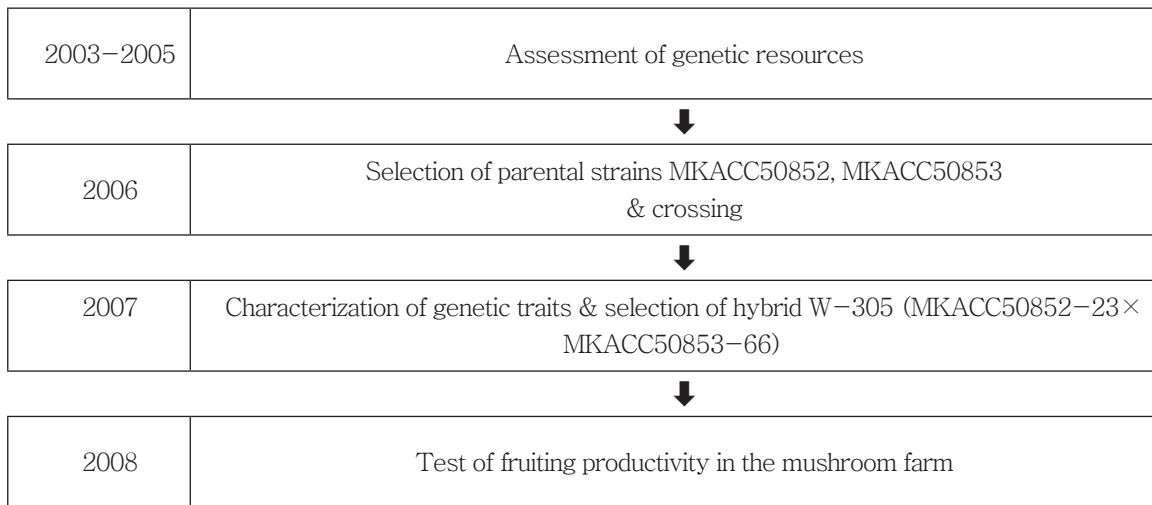 2003-2005 Assessment of genetic resources
2006 Selection of parental strains MKACC50852, MKACC50853
& crossing
2007 Characterization of genetic traits & selection of hybrid W-305 (MKACC50852-23×
MKACC50853-66)
2008 Test of fruiting productivity in the mushroom farm